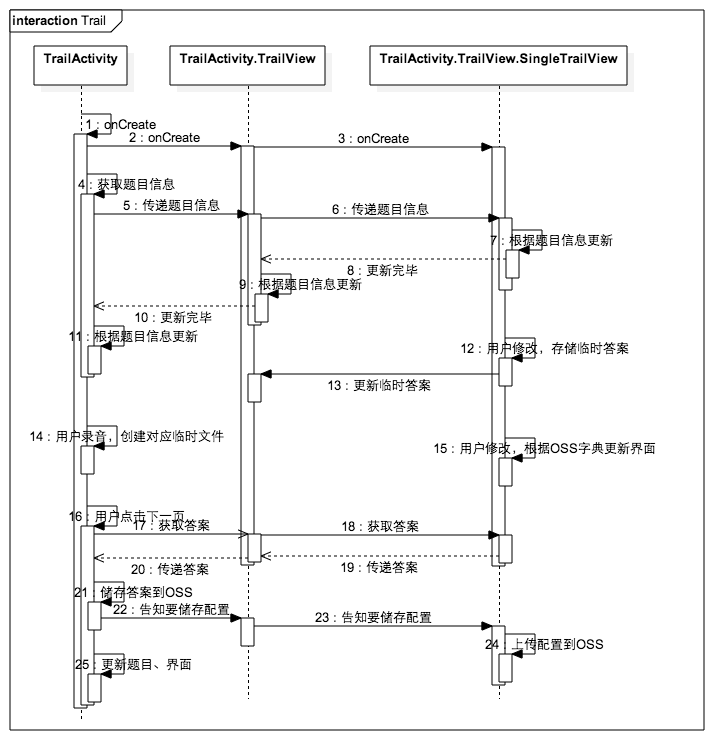 interaction Trail
TrailActivity
TrailActivity.TrailView
TrailActivity.TrailView.SingleTrailView
1 : onCreate
2 : onCreate
3 : onCreate
4 : 获取题目信息
5 : 传递题目信息
6 : 传递题目信息
7 : 根据题目信息更新
8 : 更新完毕
9 : 根据题目信息更新
10 : 更新完毕
11 : 根据题目信息更新
12 : 用户修改，存储临时答案
13 : 更新临时答案
14 : 用户录音，创建对应临时文件
15 : 用户修改，根据OSS字典更新界面
16 : 用户点击下一页
17 : 获取答案
18 : 获取答案
19 : 传递答案
20 : 传递答案
21 : 储存答案到OSS
22 : 告知要储存配置
23 : 告知要储存配置
24 : 上传配置到OSS
25 : 更新题目、界面